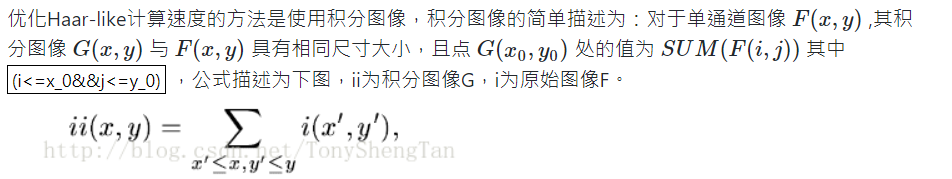 优化Haar-like计算速度的方法是使用积分图像，积分图像的简单描述为：对于单通道图像 F(x,y) ,其积
分图像 G(x,y) 与 F(x,y) 具有相同尺寸大小，且点 G(x₀,y₀) 处的值为 SUM(F(i,j)) 其中
(i<=x_0&&j<=y_0) ，公式描述为下图，ii为积分图像G，i为原始图像F。
ii(x,y) = ∑ i(x′,y′),
x′≤x,y′≤y
http://blog.csdn.net/TonyShengTan